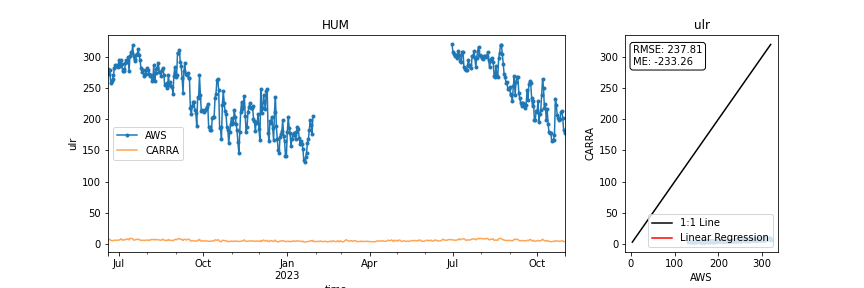 HUM
ulr
300
250
200
150
100
50
0
AWS
CARRA
Jul
Oct
Jan
2023
Apr
Jul
Oct
time
ulr
CARRA
300
250
200
150
100
50
0
RMSE: 237.81
ME: -233.26
1:1 Line
Linear Regression
0
100
200
300
AWS